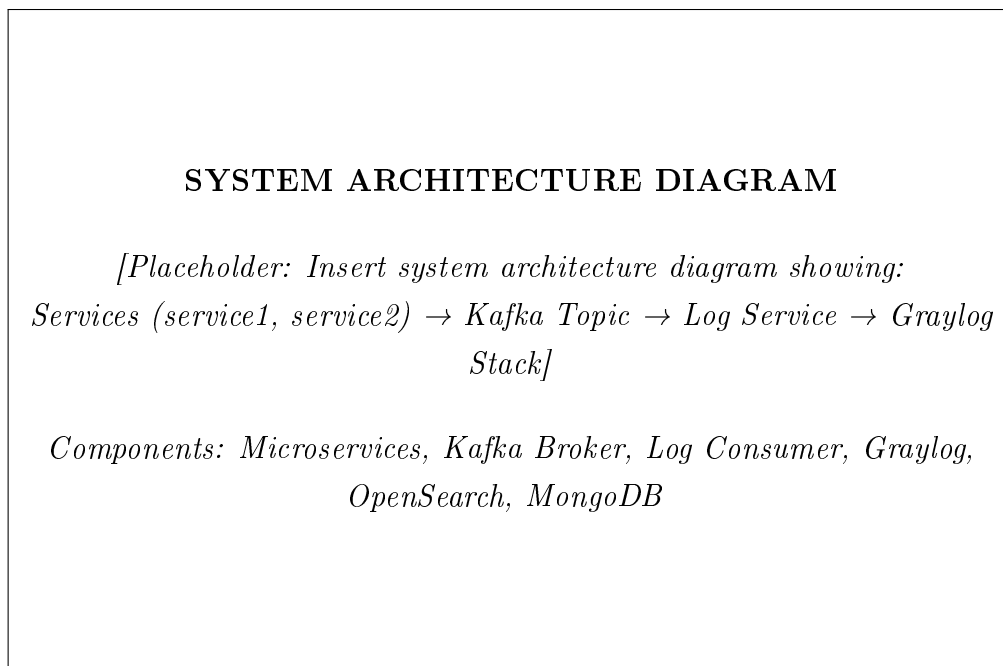 SYSTEM ARCHITECTURE DIAGRAM
[Placeholder: Insert system architecture diagram showing:
Services (service1, service2) → Kafka Topic → Log Service → Graylog
Stack]
Components: Microservices, Kafka Broker, Log Consumer, Graylog,
OpenSearch, MongoDB